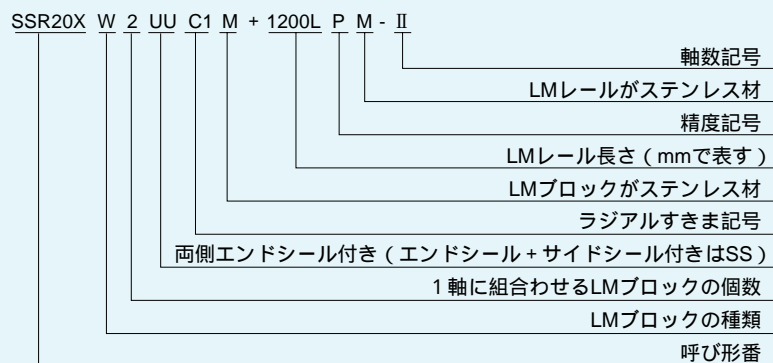 SSR20X W 2 UU C1 M + 1200L P M - Ⅱ
軸数記号
LMレールがステンレス材
精度記号
LMレール長さ（mmで表す）
LMブロックがステンレス材
ラジアルすきま記号
両側エンドシール付き（エンドシール＋サイドシール付きはSS）
1軸に組合わせるLMブロックの個数
LMブロックの種類
呼び形番